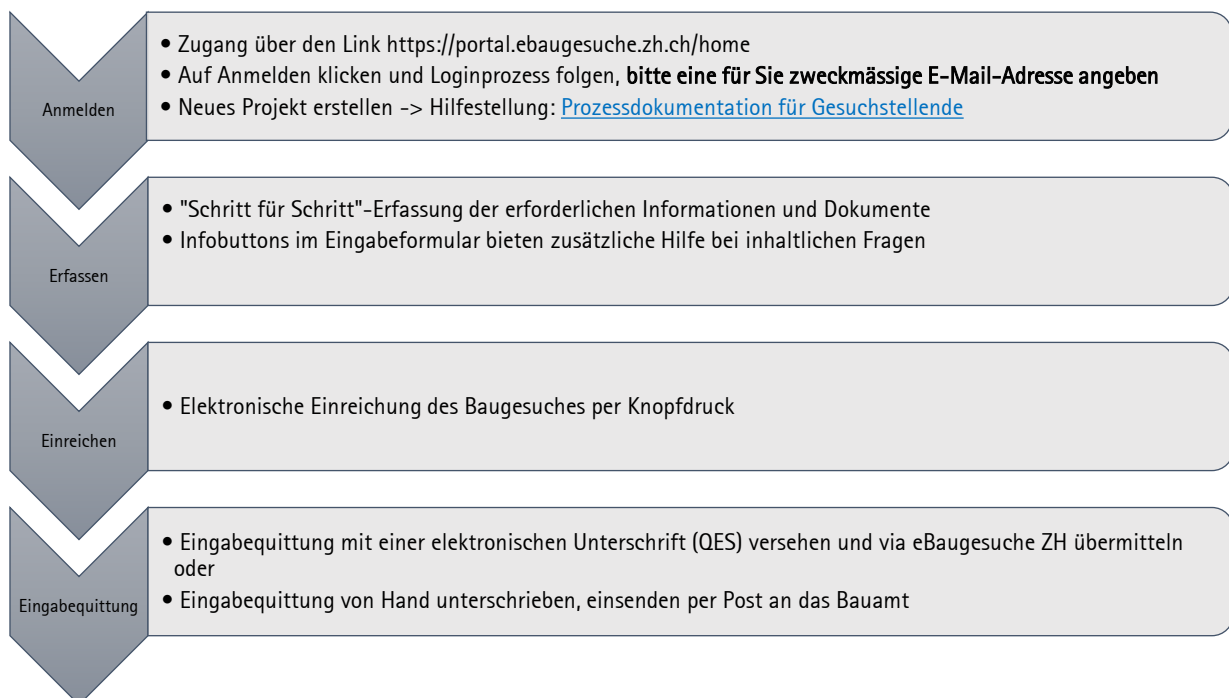 Anmelden
• Zugang über den Link https://portal.ebaugesuche.zh.ch/home
• Auf Anmelden klicken und Loginprozess folgen, bitte eine für Sie zweckmässige E-Mail-Adresse angeben
• Neues Projekt erstellen -> Hilfestellung: Prozessdokumentation für Gesuchstellende
Erfassen
• "Schritt für Schritt"-Erfassung der erforderlichen Informationen und Dokumente
• Infobuttons im Eingabeformular bieten zusätzliche Hilfe bei inhaltlichen Fragen
Einreichen
• Elektronische Einreichung des Baugesuches per Knopfdruck
Eingabequittung
• Eingabequittung mit einer elektronischen Unterschrift (QES) versehen und via eBaugesuche ZH übermitteln
oder
• Eingabequittung von Hand unterschrieben, einsenden per Post an das Bauamt